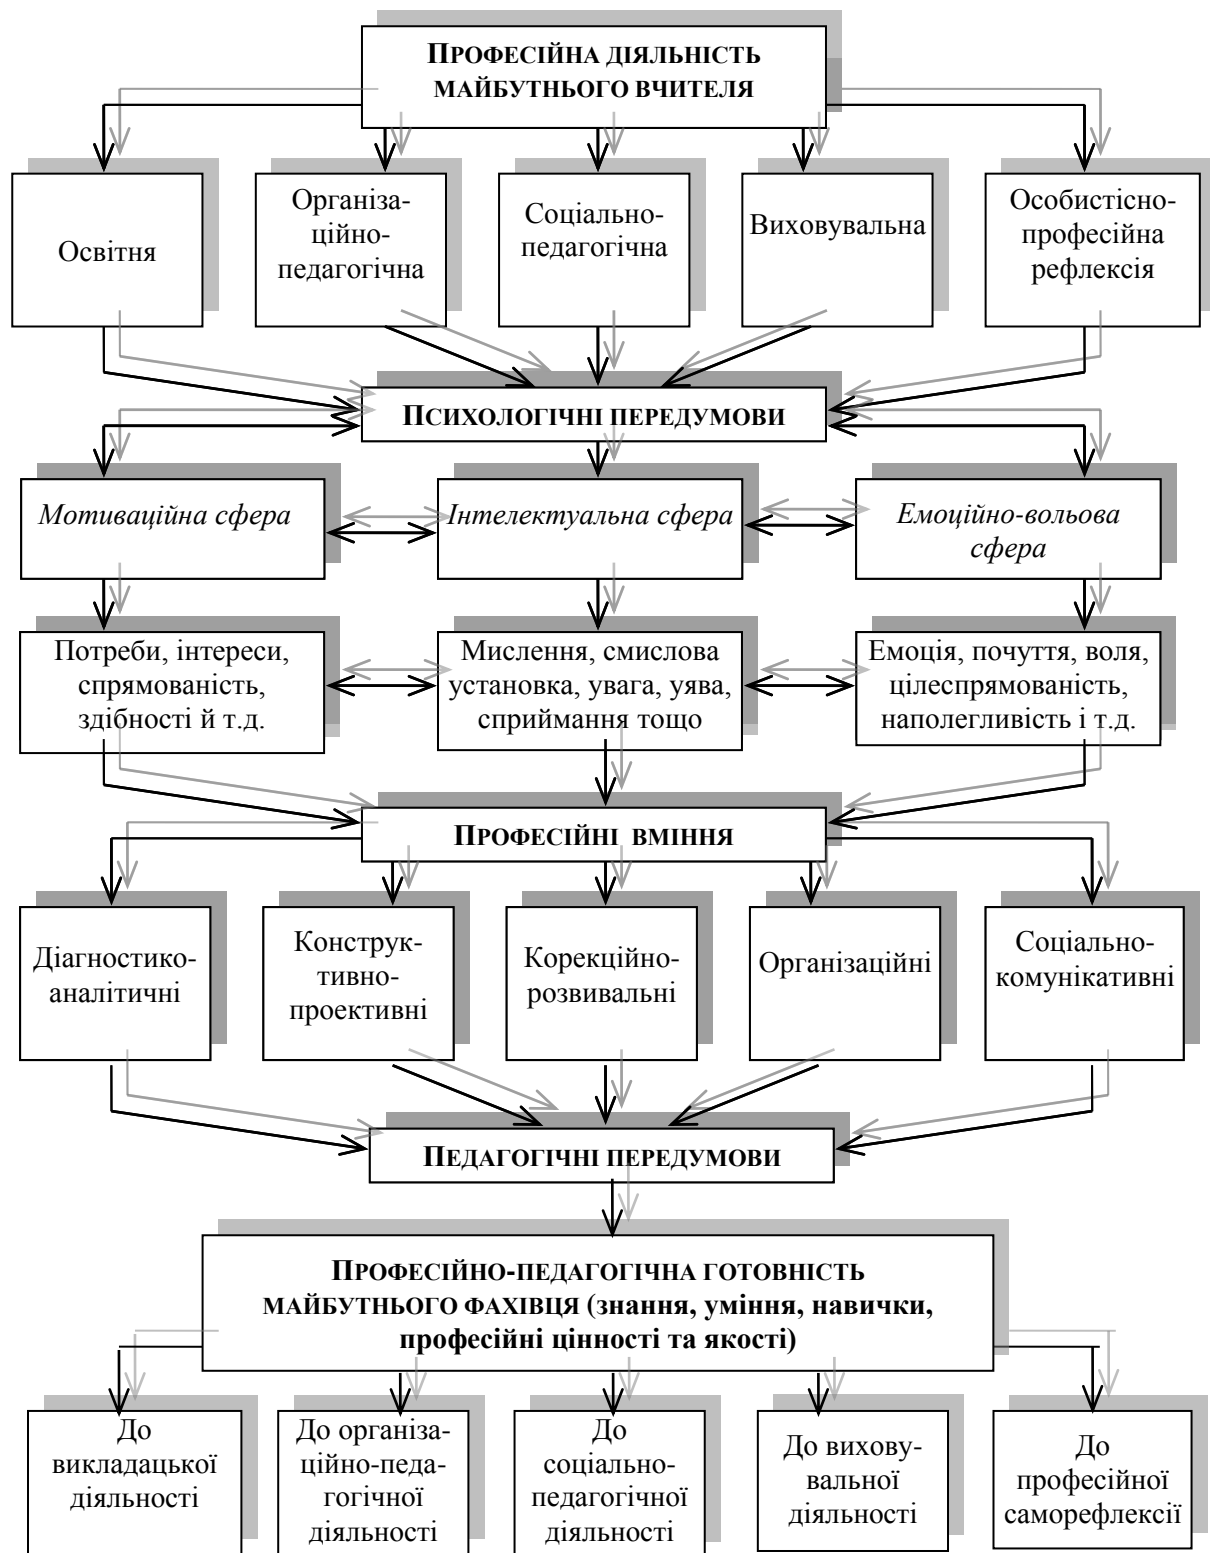 ПРОФЕСІЙНА ДІЯЛЬНІСТЬ
МАЙБУТНЬОГО ВЧИТЕЛЯ
Освітня
Організа-
ційно-
педагогічна
Соціально-
педагогічна
Виховувальна
Особистісно-
професійна
рефлексія
ПСИХОЛОГІЧНІ ПЕРЕДУМОВИ
Мотиваційна сфера
Інтелектуальна сфера
Емоційно-вольова
сфера
Потреби, інтереси,
спрямованість,
здібності й т.д.
Мислення, смислова
установка, увага, уява,
сприймання тощо
Емоція, почуття, воля,
цілеспрямованість,
наполегливість і т.д.
ПРОФЕСІЙНІ ВМІННЯ
Діагностико-
аналітичні
Конструк-
тивно-
проективні
Корекційно-
розвивальні
Організаційні
Соціально-
комунікативні
ПЕДАГОГІЧНІ ПЕРЕДУМОВИ
ПРОФЕСІЙНО-ПЕДАГОГІЧНА ГОТОВНІСТЬ
МАЙБУТНЬОГО ФАХІВЦЯ (знання, уміння, навички,
професійні цінності та якості)
До
викладацької
діяльності
До організа-
ційно-педа-
гогічної
діяльності
До
соціально-
педагогічної
діяльності
До вихову-
вальної
діяльності
До
професійної
саморефлексії